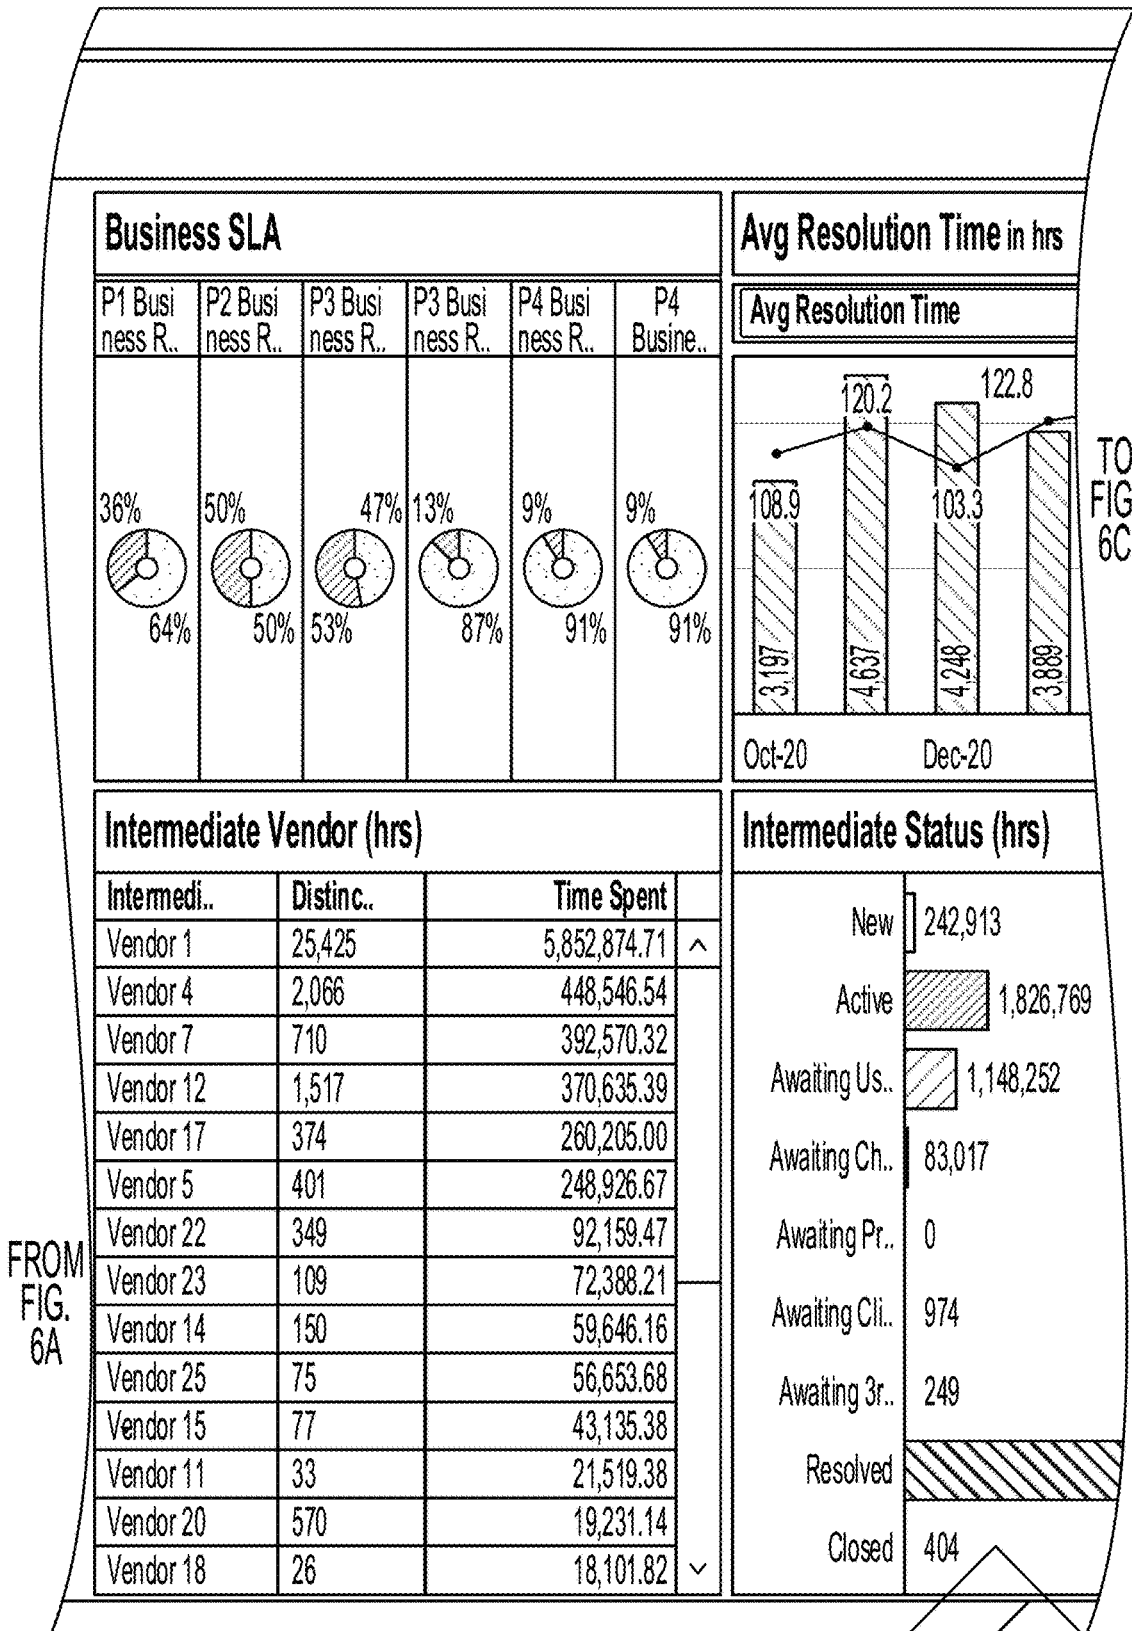 Business SLA
P1 Busi
ness R..
P2 Busi
ness R..
P3 Busi
ness R..
P3 Busi
ness R..
P4 Busi
ness R..
P4
Busine..
36%
64%
50%
50%
47%
53%
13%
87%
9%
91%
9%
91%
Avg Resolution Time in hrs
Avg Resolution Time
108.9
120.2
103.3
122.8
3,197
4,637
4,248
3,889
Oct-20
Dec-20
TO
FIG
6C
Intermediate Vendor (hrs)
Intermedi.. Distinc.. Time Spent
Vendor 1 25,425 5,852,874.71
Vendor 4 2,066 448,546.54
Vendor 7 710 392,570.32
Vendor 12 1,517 370,635.39
Vendor 17 374 260,205.00
Vendor 5 401 248,926.67
Vendor 22 349 92,159.47
Vendor 23 109 72,388.21
Vendor 14 150 59,646.16
Vendor 25 75 56,653.68
Vendor 15 77 43,135.38
Vendor 11 33 21,519.38
Vendor 20 570 19,231.14
Vendor 18 26 18,101.82
FROM
FIG.
6A
Intermediate Status (hrs)
New 242,913
Active 1,826,769
Awaiting Us.. 1,148,252
Awaiting Ch.. 83,017
Awaiting Pr.. 0
Awaiting Cli.. 974
Awaiting 3r.. 249
Resolved
Closed 404